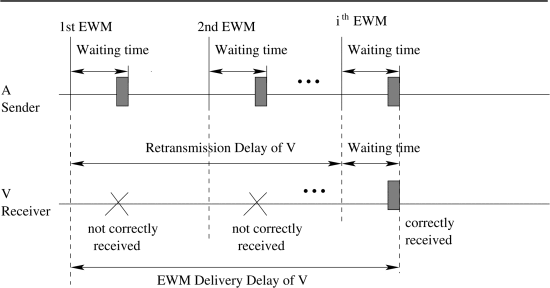 1st EWM
2nd EWM
i th EWM
Waiting time
Waiting time
Waiting time
A
Sender
Retransmission Delay of V
Waiting time
V
Receiver
not correctly
received
not correctly
received
correctly
received
EWM Delivery Delay of V